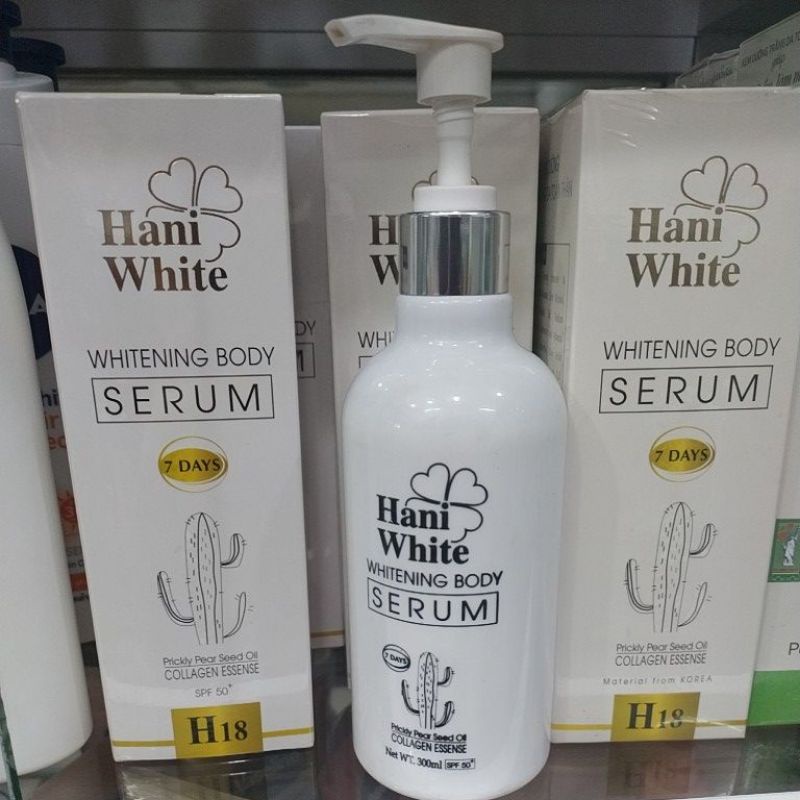 Hani
White
WHITENING BODY
SERUM
7 DAYS
Prickly Pear Seed Oil
COLLAGEN ESSENSE
SPF 50+
H18
Hani
White
WHITENING BODY
SERUM
7 DAYS
Prickly Pear Seed Oil
COLLAGEN ESSENSE
Net WT. 300ml SPF 50+
Hani
White
WHITENING BODY
SERUM
7 DAYS
Prickly Pear Seed Oil
COLLAGEN ESSENSE
Material from KOREA
H18